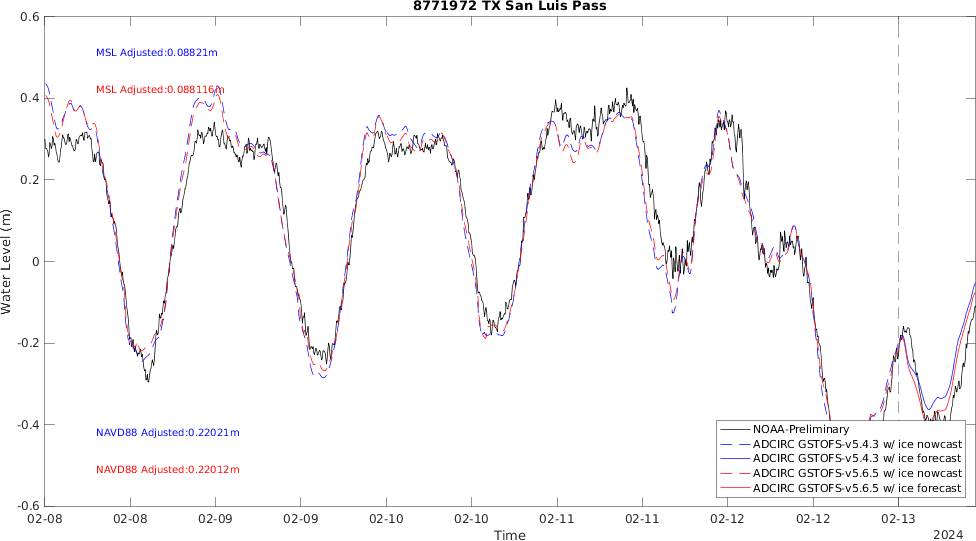 8771972 TX San Luis Pass
0.6
0.4
0.2
0
-0.2
-0.4
-0.6
Water Level (m)
MSL Adjusted:0.08821m
MSL Adjusted:0.088116m
NAVD88 Adjusted:0.22021m
NAVD88 Adjusted:0.22012m
NOAA-Preliminary
ADCIRC GSTOFS-v5.4.3 w/ ice nowcast
ADCIRC GSTOFS-v5.4.3 w/ ice forecast
ADCIRC GSTOFS-v5.6.5 w/ ice nowcast
ADCIRC GSTOFS-v5.6.5 w/ ice forecast
02-08 02-08 02-09 02-09 02-10 02-10 02-11 02-11 02-12 02-12 02-13
Time
2024